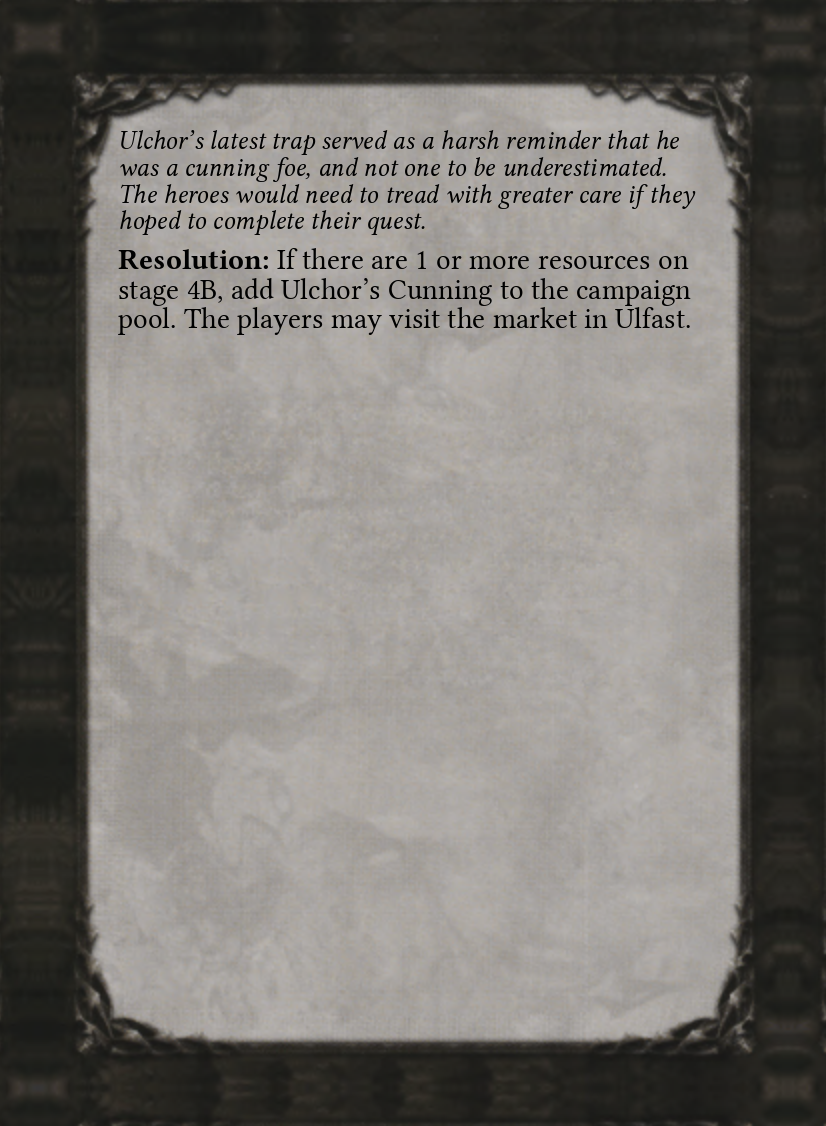 Ulchor’s latest trap served as a harsh reminder that he
was a cunning foe, and not one to be underestimated.
The heroes would need to tread with greater care if they
hoped to complete their quest.
Resolution: If there are 1 or more resources on
stage 4B, add Ulchor’s Cunning to the campaign
pool. The players may visit the market in Ulfast.